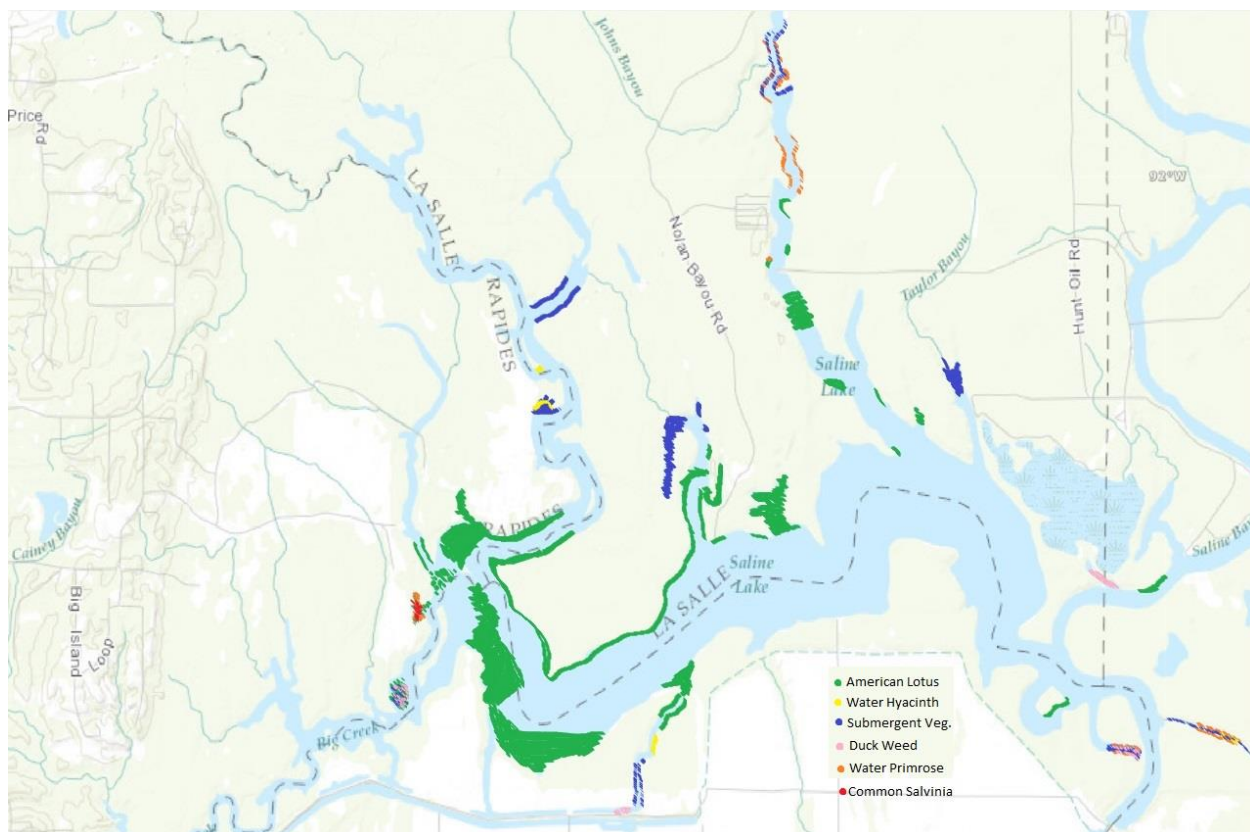 Johns Bayou
Price Rd
LA SALLE
92°W
RAPIDES
Nolan Bayou Rd
Taylor Bayou
Hunt Oil Rd
Saline
Lake
RAPIDES
Cainey Bayou
Saline Ba
Saline
Lake
LA SALLE
Big Island
Loop
Big Creek
American Lotus
Water Hyacinth
Submergent Veg.
Duck Weed
Water Primrose
Common Salvinia